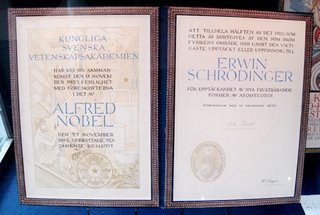 KUNGLIGA
SVENSKA
VETENSKAPSAKADEMIEN
HAR VID SIN SAMMAN-
KOMST DEN NOVEM
BER 1933 I ENLIGHET
MED FÖRESKRIFTERNA
I DET AV
ALFRED
NOBEL
DEN 27 NOVEMBER
1895 UPPRÄTTADE TES
TAMENTE BESLUTIT
ATT TILLDELA HÄLFTEN AV DET PRIS, SOM
DETTA ÅR BORTGIVES ÅT DEN SOM INOM
FYSIKENS OMRÅDE HAR GJORT DEN VIKTI-
GASTE UPPTÄCKT ELLER UPPFINNING TILL
ERWIN
SCHRÖDINGER
FÖR UPPTÄCKANDET AV NYA FRUKTBÄRANDE
FORMER AV ATOMTEORIEN
STOCKHOLM DEN DECEMBER 1933